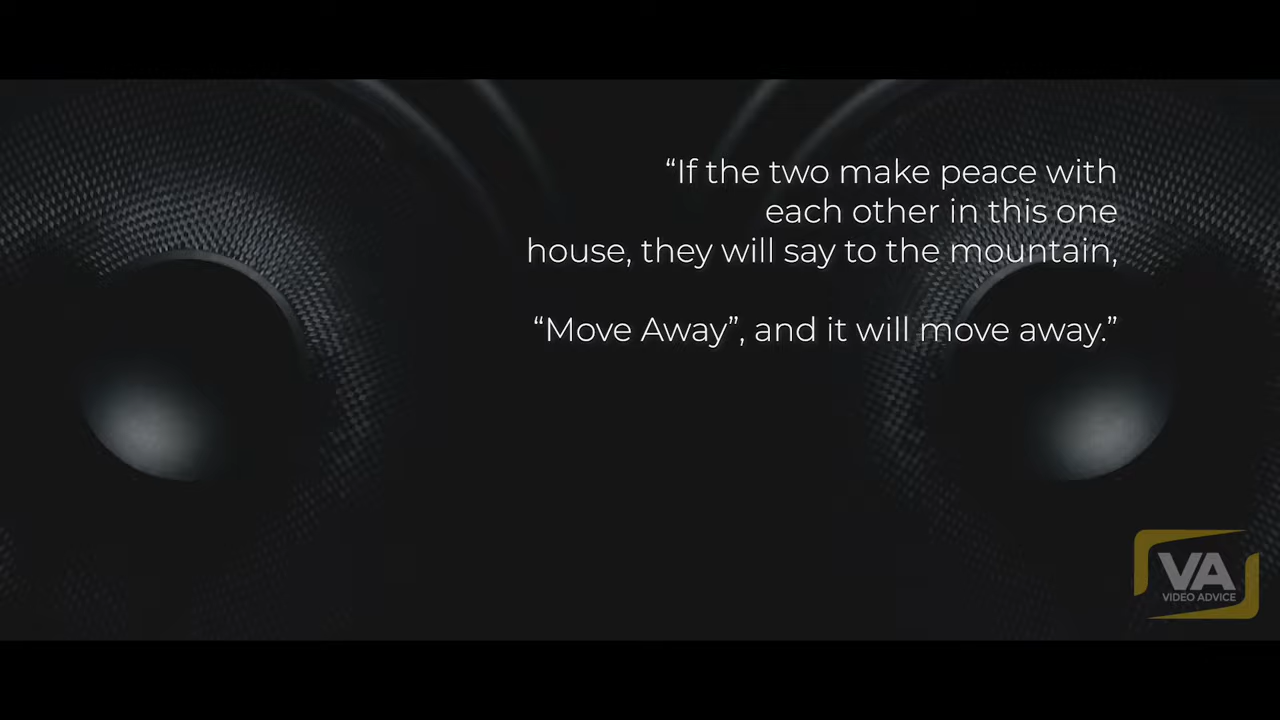 “If the two make peace with
each other in this one
house, they will say to the mountain,
“Move Away”, and it will move away.”
VA
VIDEO ADVICE